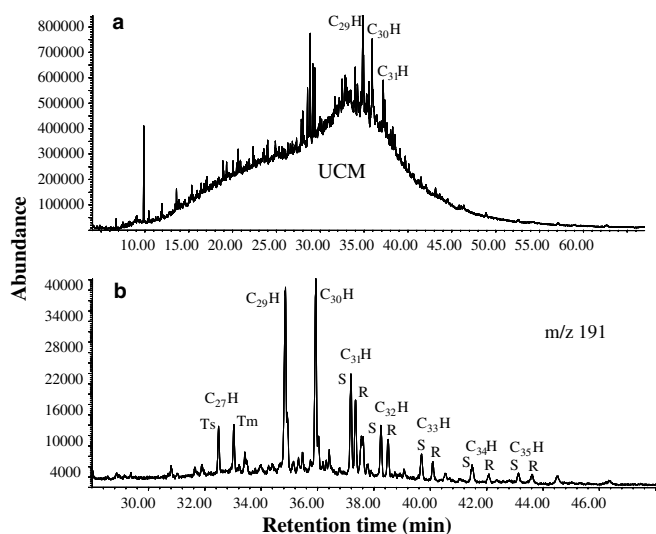 a
C29H
C30H
C31H
UCM
800000
700000
600000
500000
400000
300000
200000
100000
10.00 15.00 20.00 25.00 30.00 35.00 40.00 45.00 50.00 55.00 60.00
Abundance
b
m/z 191
40000
34000
28000
22000
16000
10000
4000
C27H
Ts
Tm
C29H
C30H
C31H
S
R
C32H
S
R
C33H
S
R
C34H
S
R
C35H
S
R
30.00 32.00 34.00 36.00 38.00 40.00 42.00 44.00 46.00
Retention time (min)